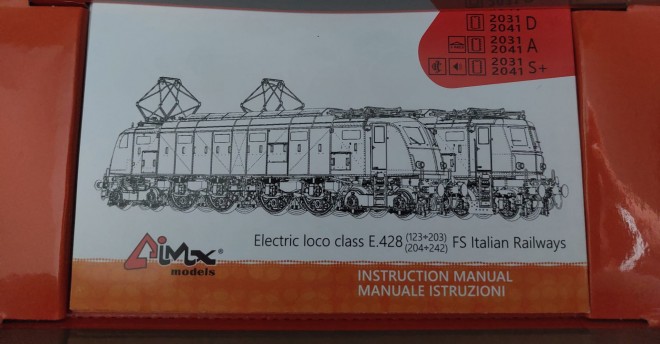 2031
2041 D
2031
2041 A
2031
2041 S+
Electric loco class E.428 (123÷203) FS Italian Railways
(204÷242)
Rimx
models
INSTRUCTION MANUAL
MANUALE ISTRUZIONI